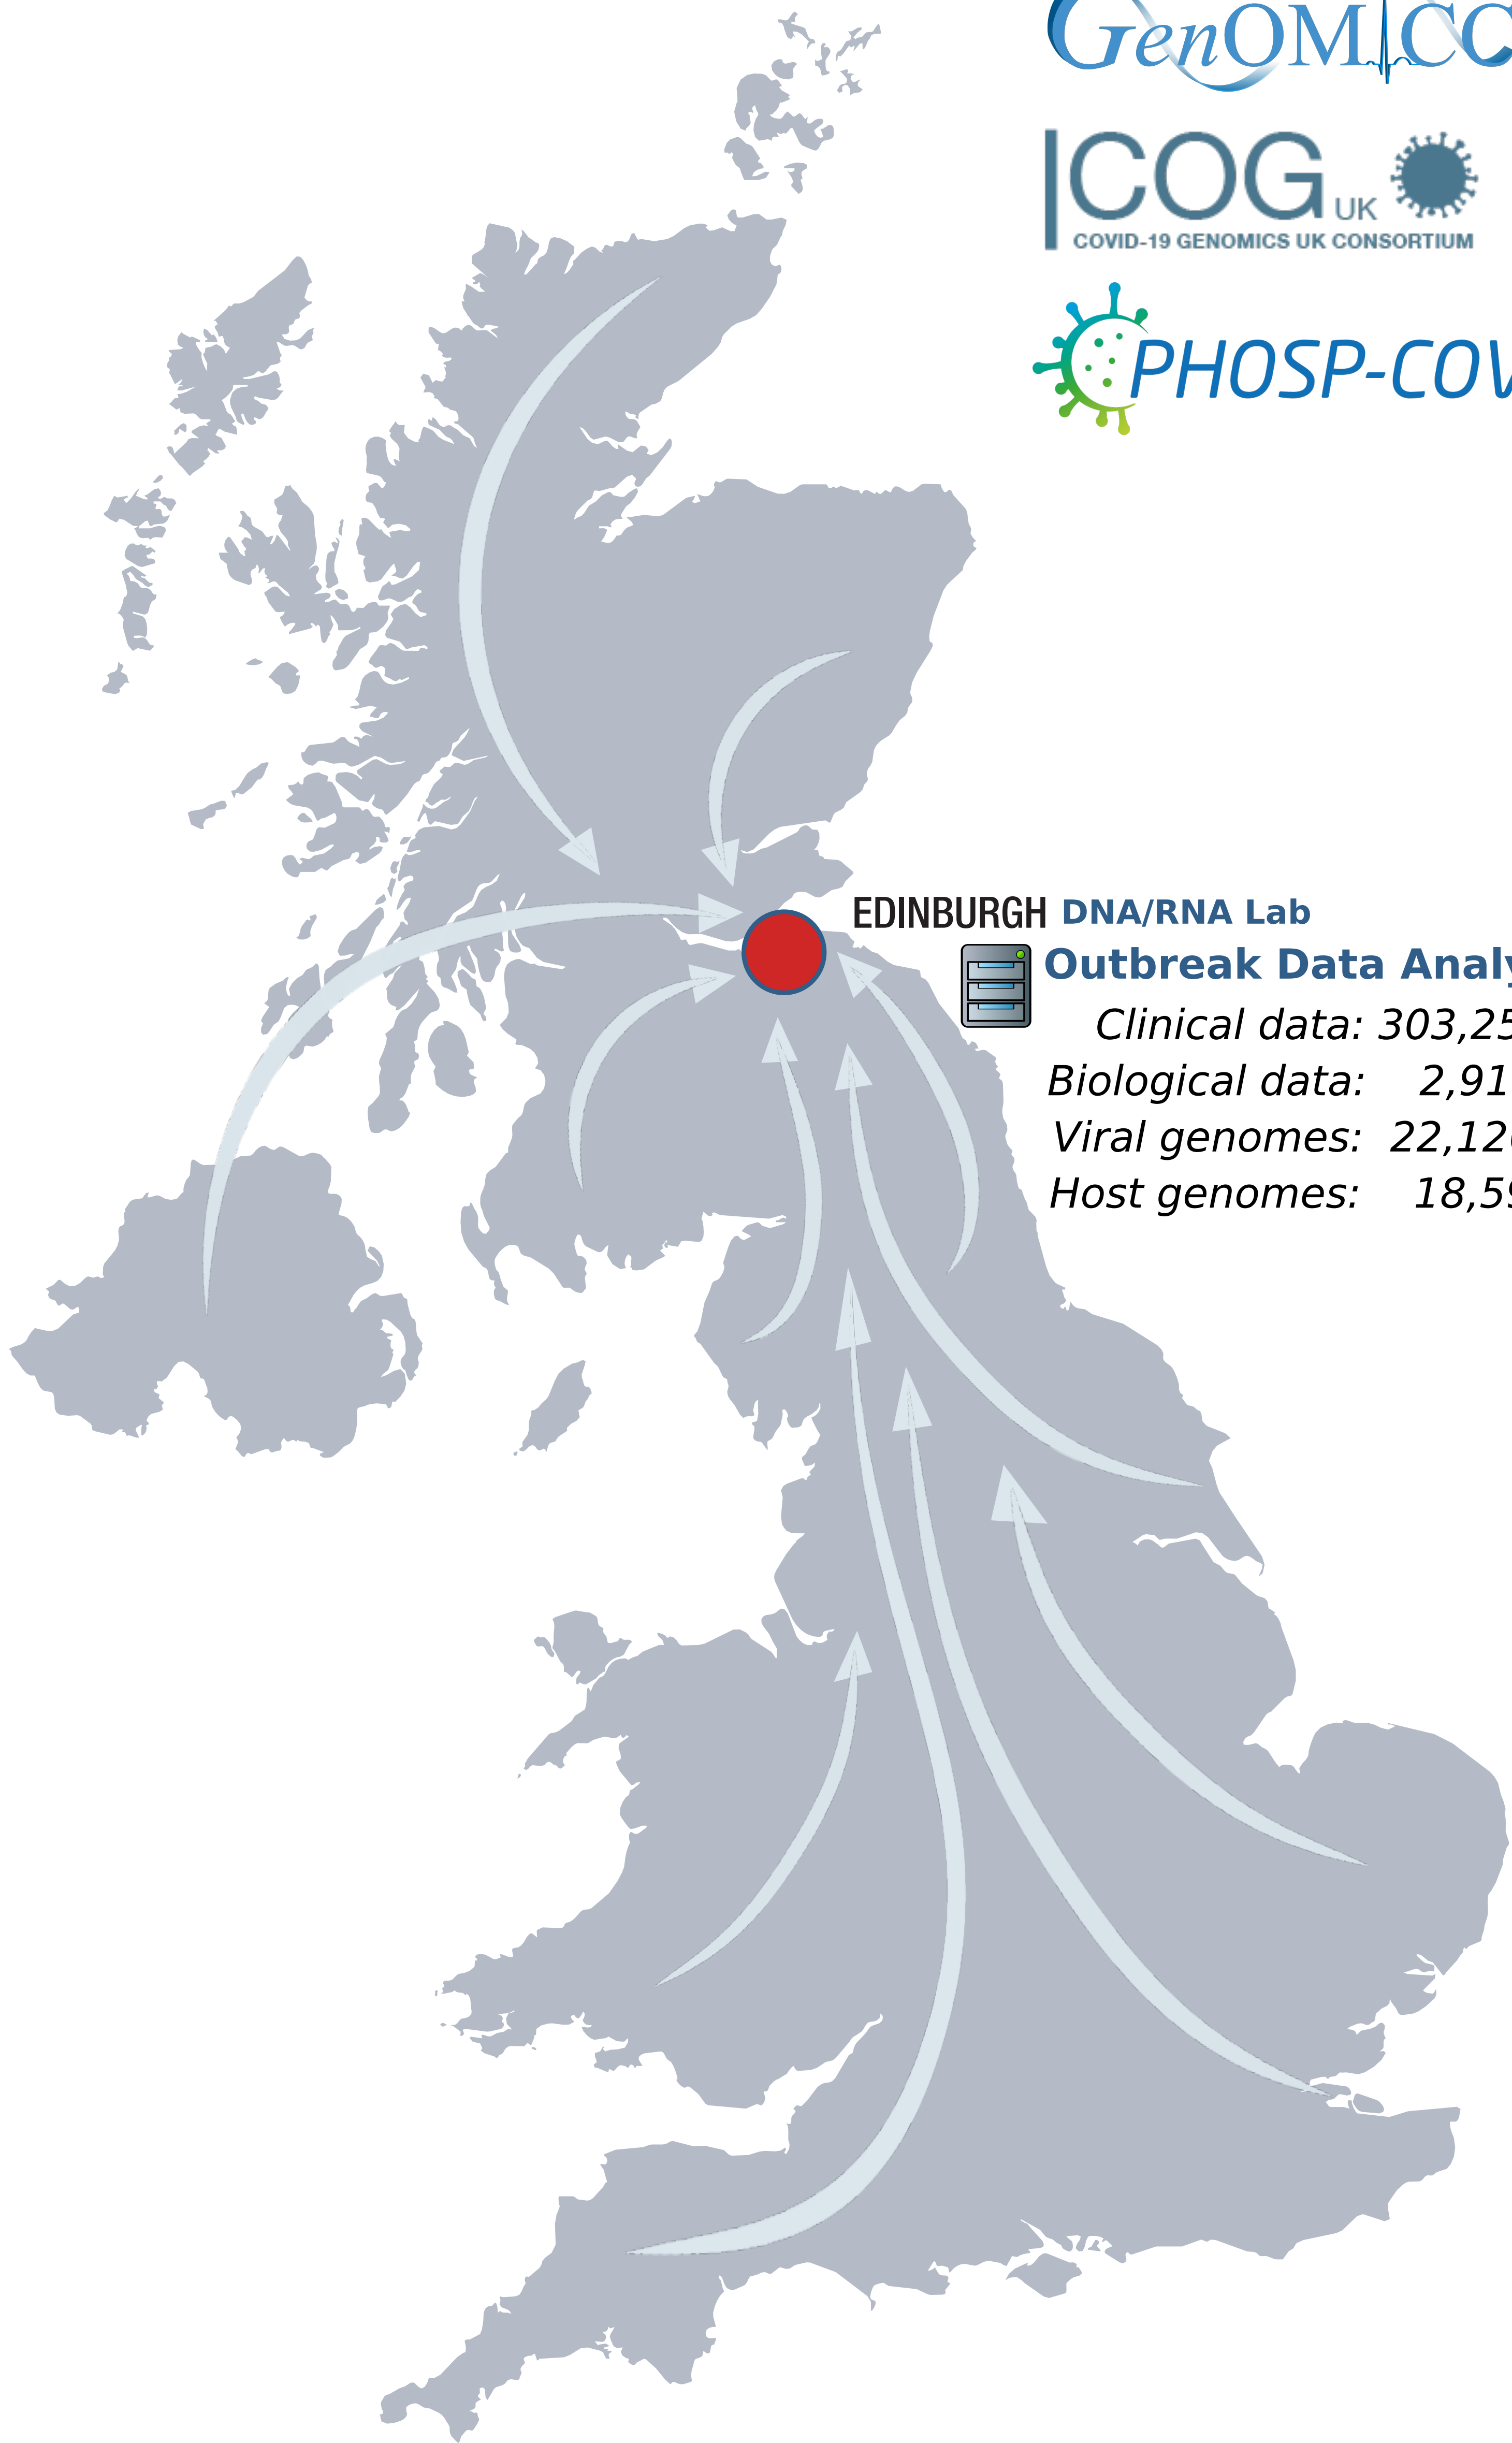 GenOMICC
COG UK
COVID-19 GENOMICS UK CONSORTIUM
PHOSP-COV
EDINBURGH DNA/RNA Lab
Outbreak Data Analy
Clinical data: 303,25
Biological data: 2,91
Viral genomes: 22,12
Host genomes: 18,59